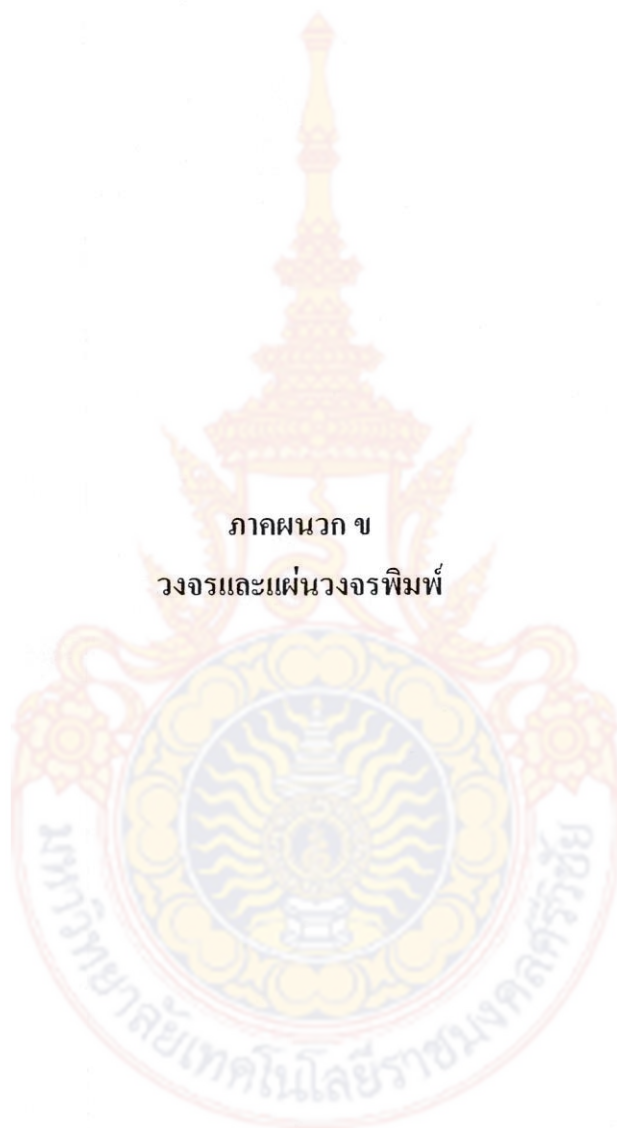 ภาคผนวก ข
วงจรและแผ่นวงจรพิมพ์
มหาวิทยาลัยเทคโนโลยีราชมงคลศรีวิชัย